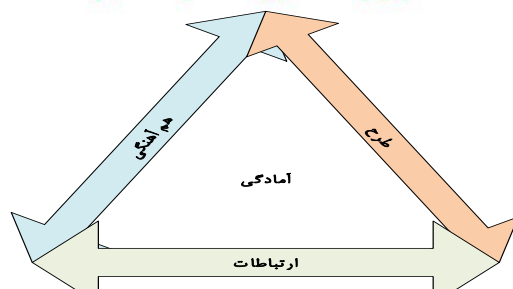 هم آهنگی
طرح
آمادگی
ارتباطات